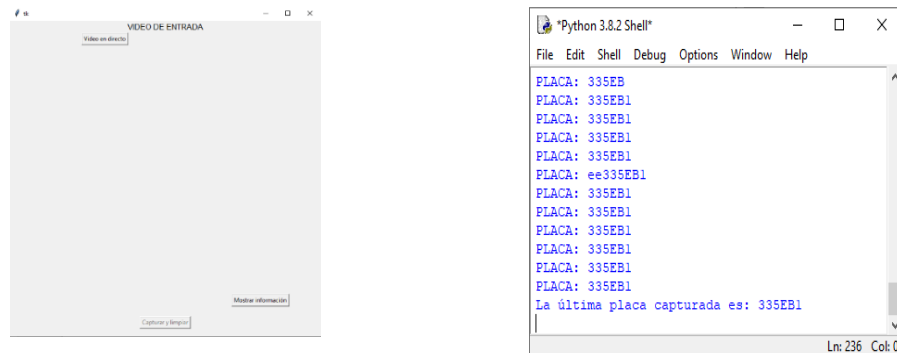 tk
VIDEO DE ENTRADA
Video en directo
Mostrar información
Capturar y limpiar
*Python 3.8.2 Shell*
File Edit Shell Debug Options Window Help
PLACA: 335EB
PLACA: 335EB1
PLACA: 335EB1
PLACA: 335EB1
PLACA: 335EB1
PLACA: ee335EB1
PLACA: 335EB1
PLACA: 335EB1
PLACA: 335EB1
PLACA: 335EB1
PLACA: 335EB1
PLACA: 335EB1
La última placa capturada es: 335EB1
Ln: 236 Col: 0